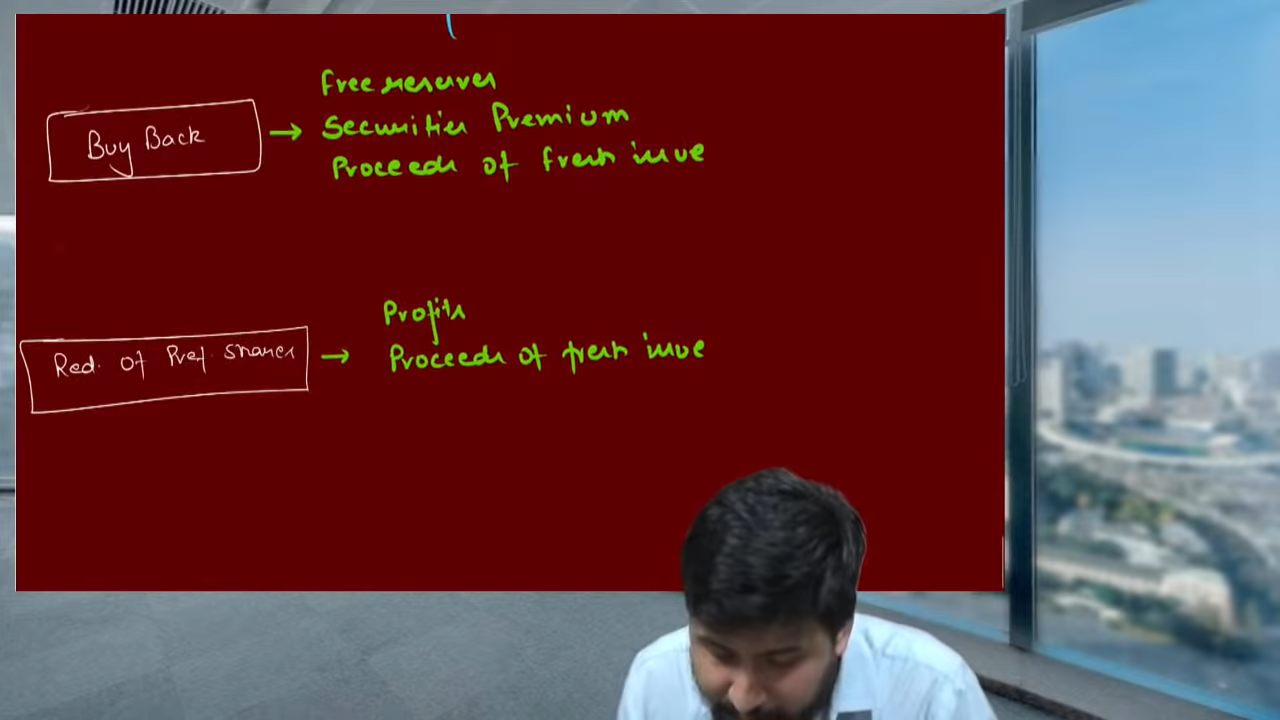 Buy Back → Free reserves
Securities Premium
Proceeds of fresh issue
Red. of Pref. Shares → Profits
Proceeds of fresh issue